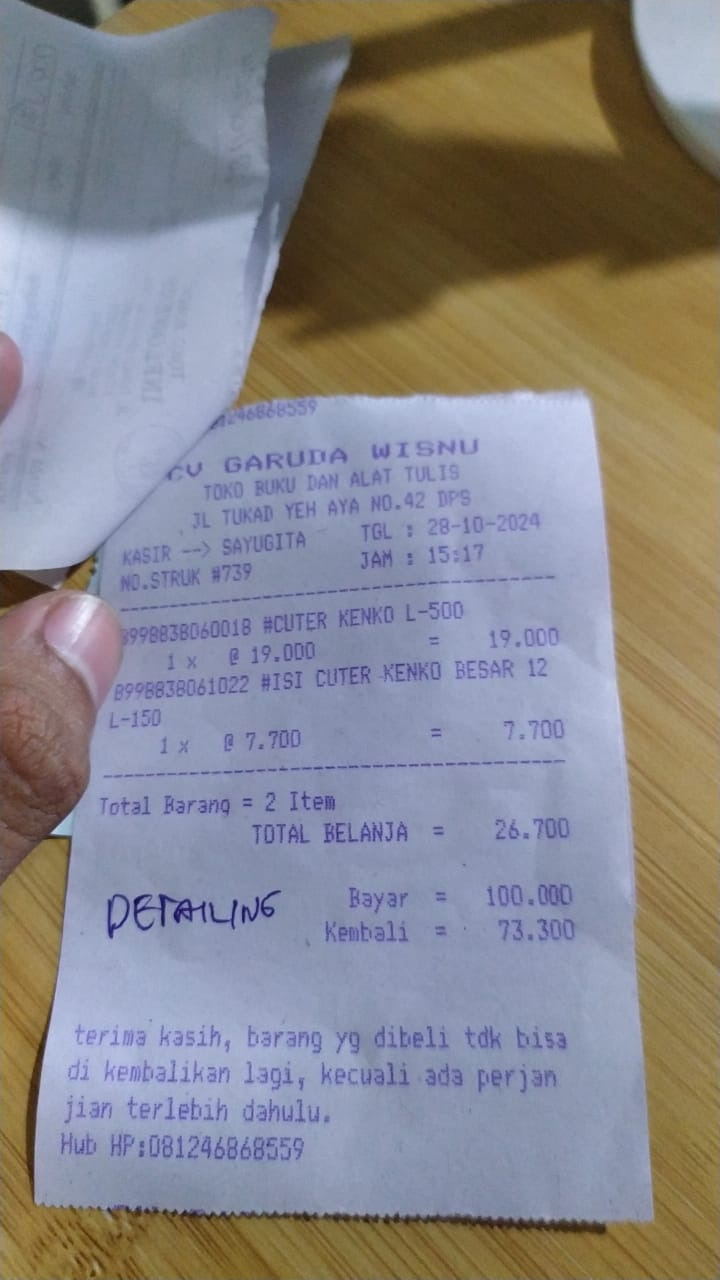 246868559
CV GARUDA WISNU
TOKO BUKU DAN ALAT TULIS
JL TUKAD YEH AYA NO.42 DPS
KASIR --> SAYUGITA TGL : 28-10-2024
NO.STRUK #739 JAM : 15:17
8998838060018 #CUTER KENKO L-500
1 x @ 19.000 = 19.000
8998838061022 #ISI CUTER KENKO BESAR 12
L-150
1 x @ 7.700 = 7.700
Total Barang = 2 Item
TOTAL BELANJA = 26.700
DETAILING
Bayar = 100.000
Kembali = 73.300
terima kasih, barang yg dibeli tdk bisa
di kembalikan lagi, kecuali ada perjan
jian terlebih dahulu.
Hub HP:081246868559